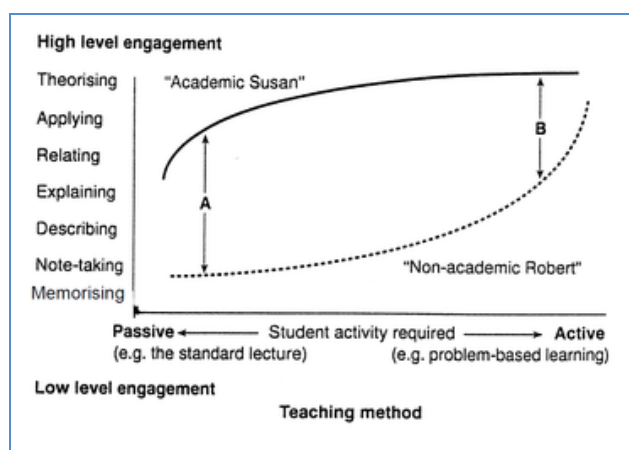 High level engagement
Theorising
"Academic Susan"
Applying
B
Relating
Explaining
A
Describing
Note-taking
"Non-academic Robert"
Memorising
Passive Student activity required Active
(e.g. the standard lecture) (e.g. problem-based learning)
Low level engagement
Teaching method